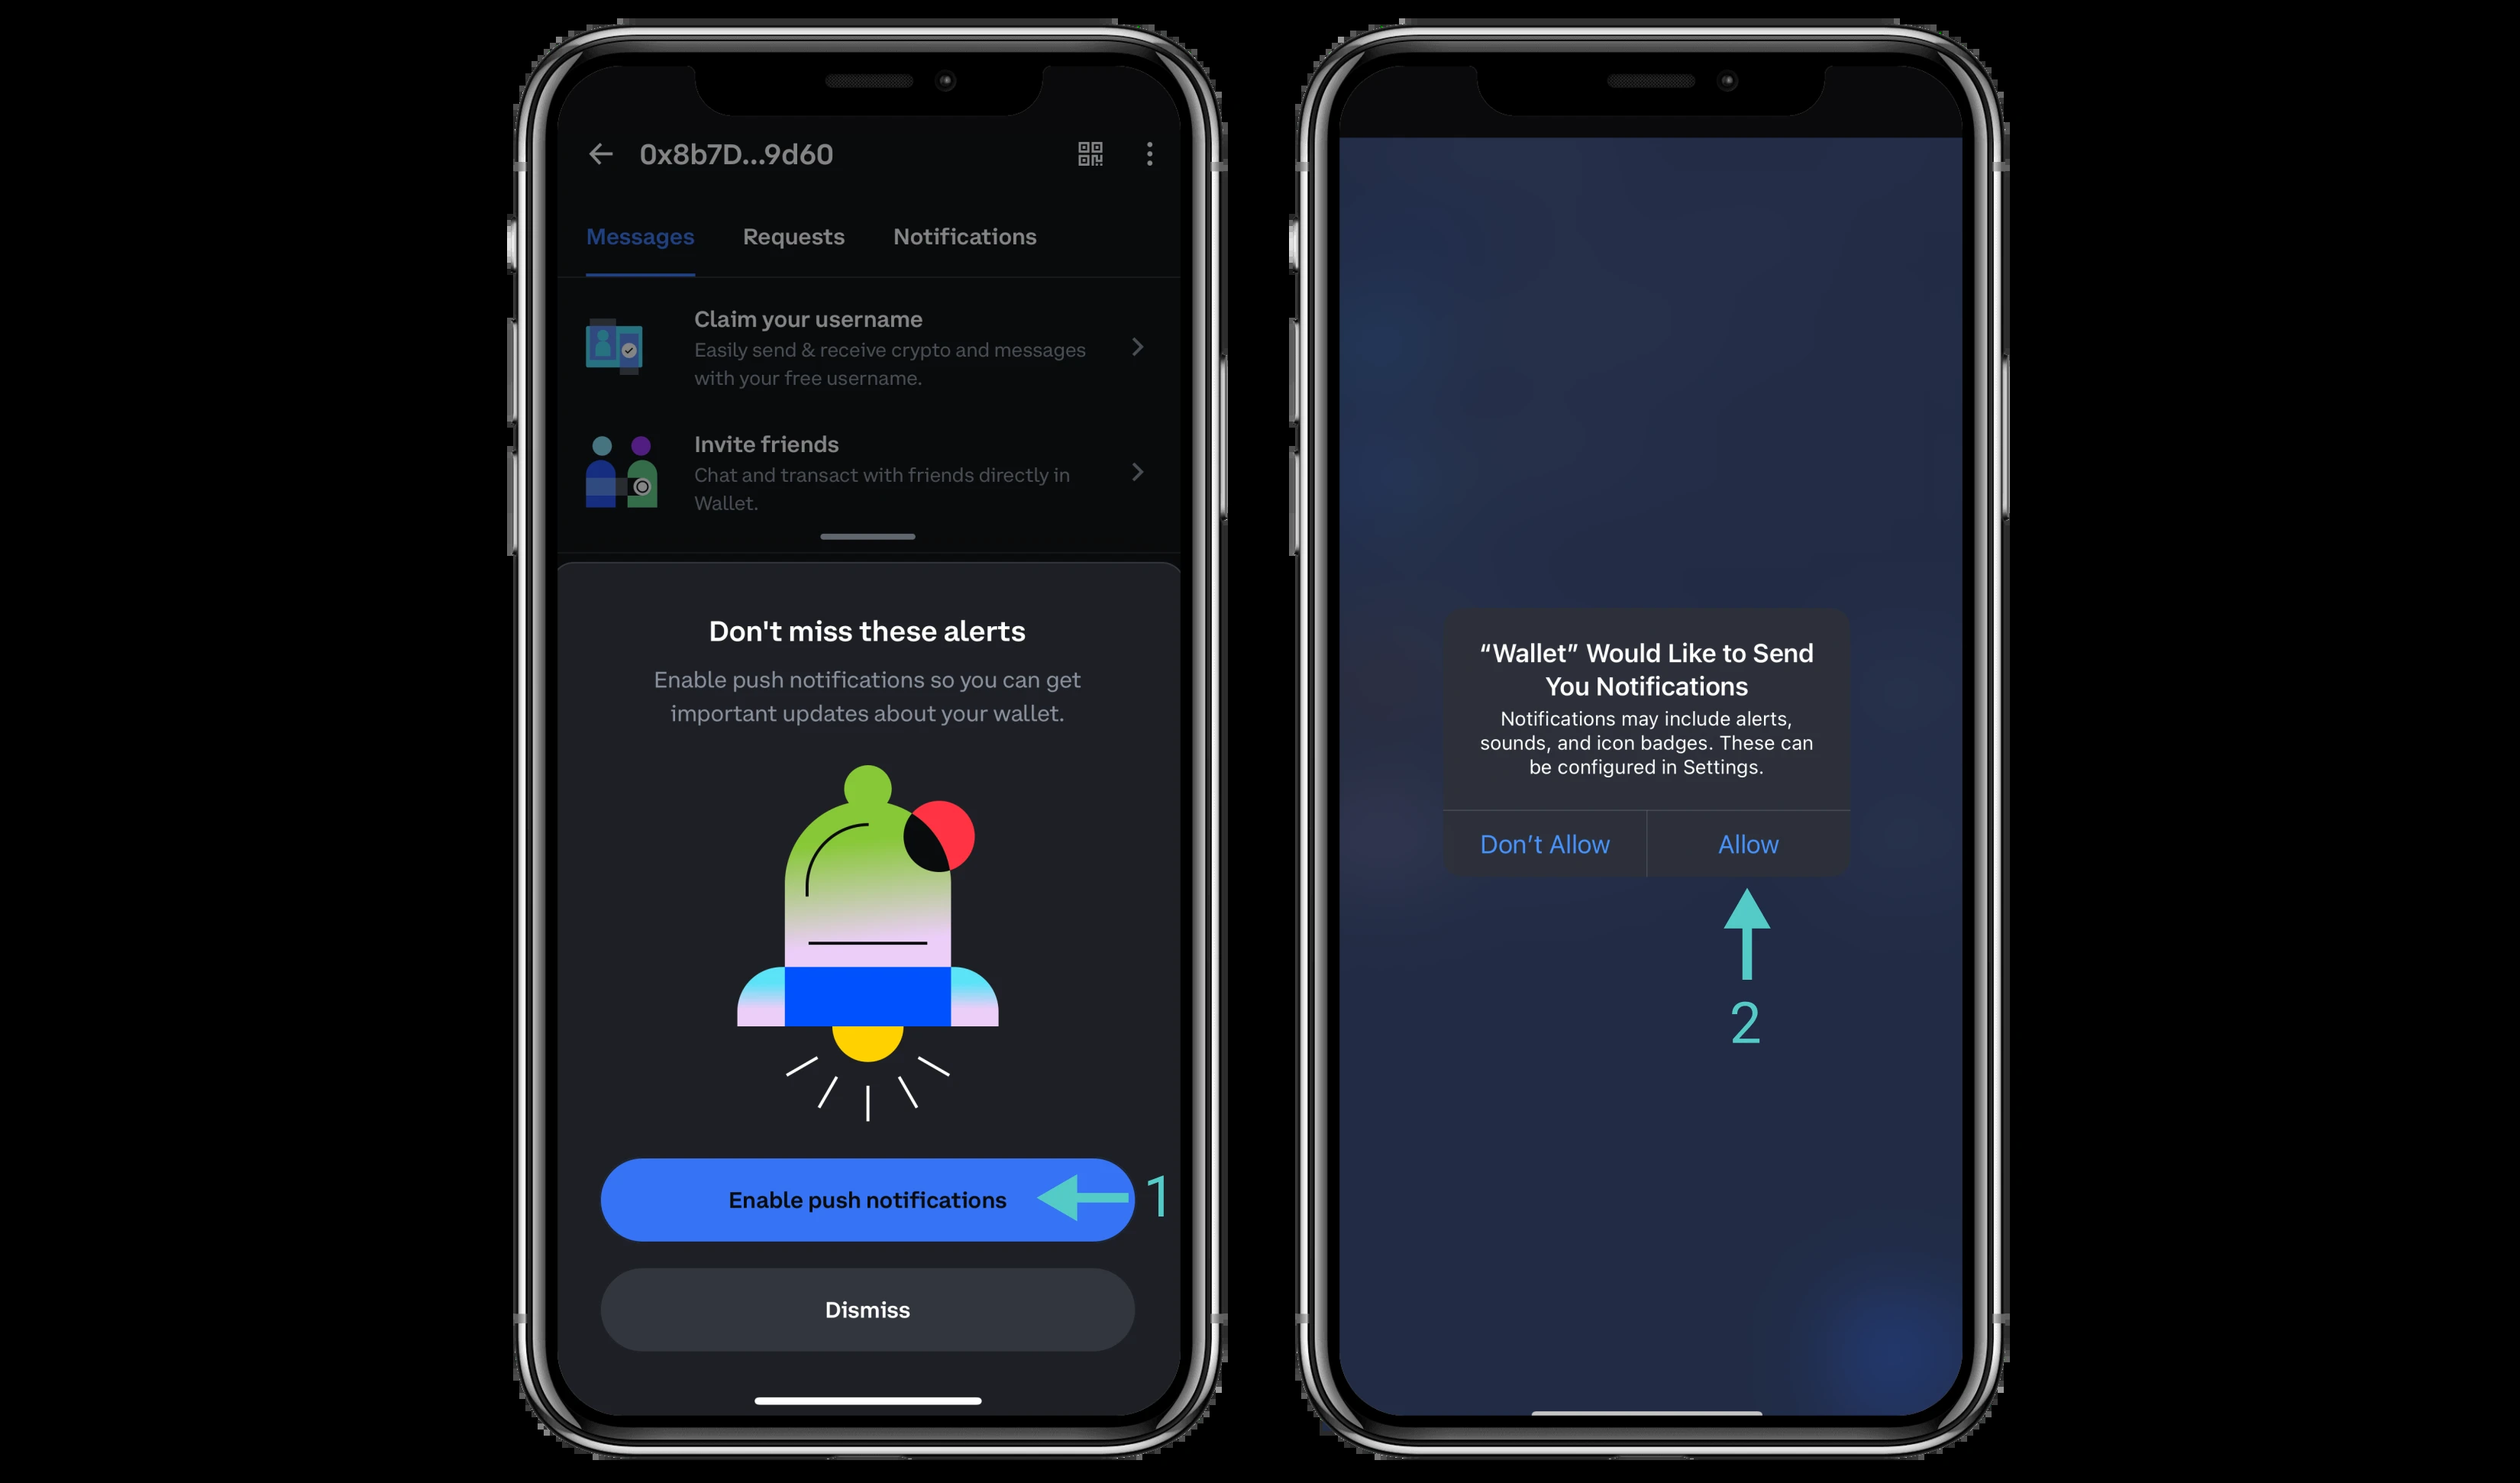 0x8b7D...9d60
Messages
Requests
Notifications
Claim your username
Easily send & receive crypto and messages
with your free username.
Invite friends
Chat and transact with friends directly in
Wallet.
Don't miss these alerts
Enable push notifications so you can get
important updates about your wallet.
Enable push notifications
1
Dismiss
“Wallet” Would Like to Send
You Notifications
Notifications may include alerts,
sounds, and icon badges. These can
be configured in Settings.
Don’t Allow
Allow
2